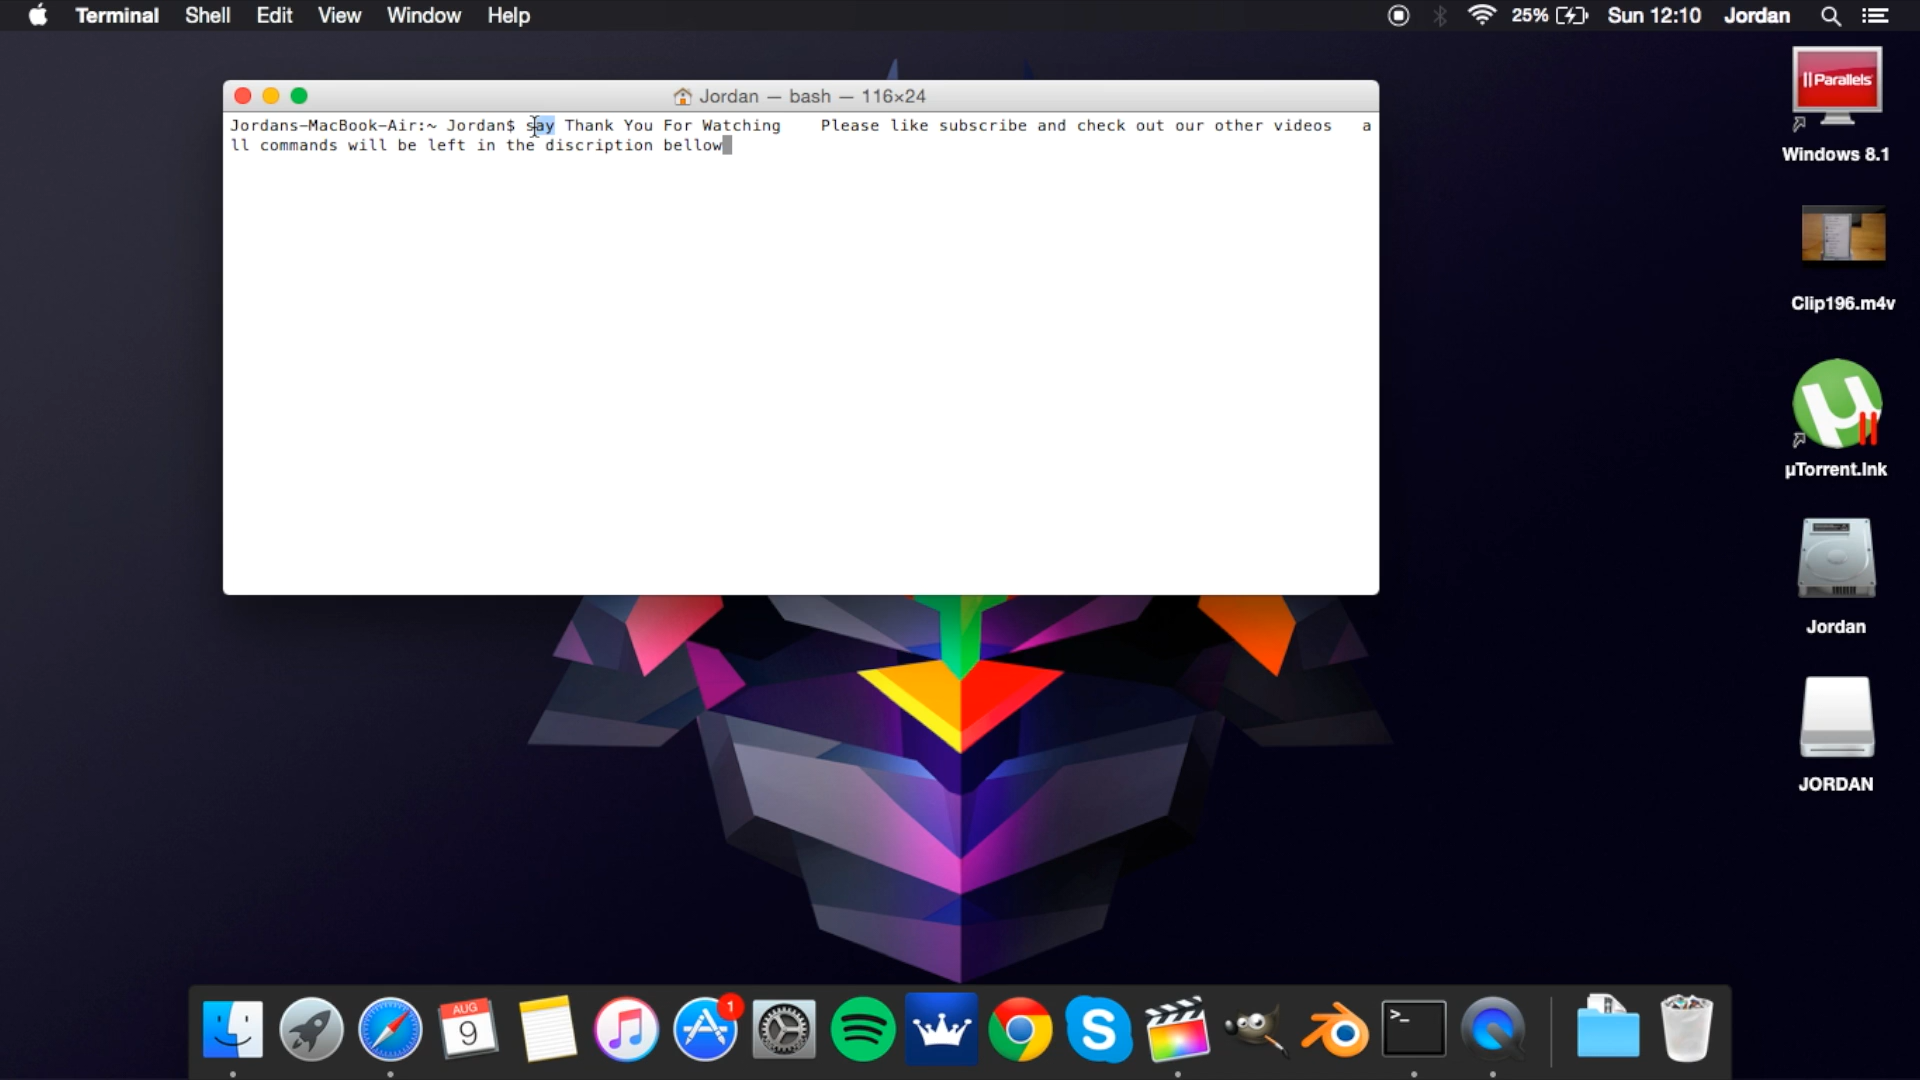 Terminal Shell Edit View Window Help
25% Sun 12:10 Jordan
Jordan — bash — 116×24
Jordans-MacBook-Air:~ Jordan$ say Thank You For Watching    Please like subscribe and check out our other videos   a
ll commands will be left in the discription bellow
|| Parallels
Windows 8.1
Clip196.m4v
µTorrent.lnk
Jordan
JORDAN
AUG
9
1
>_